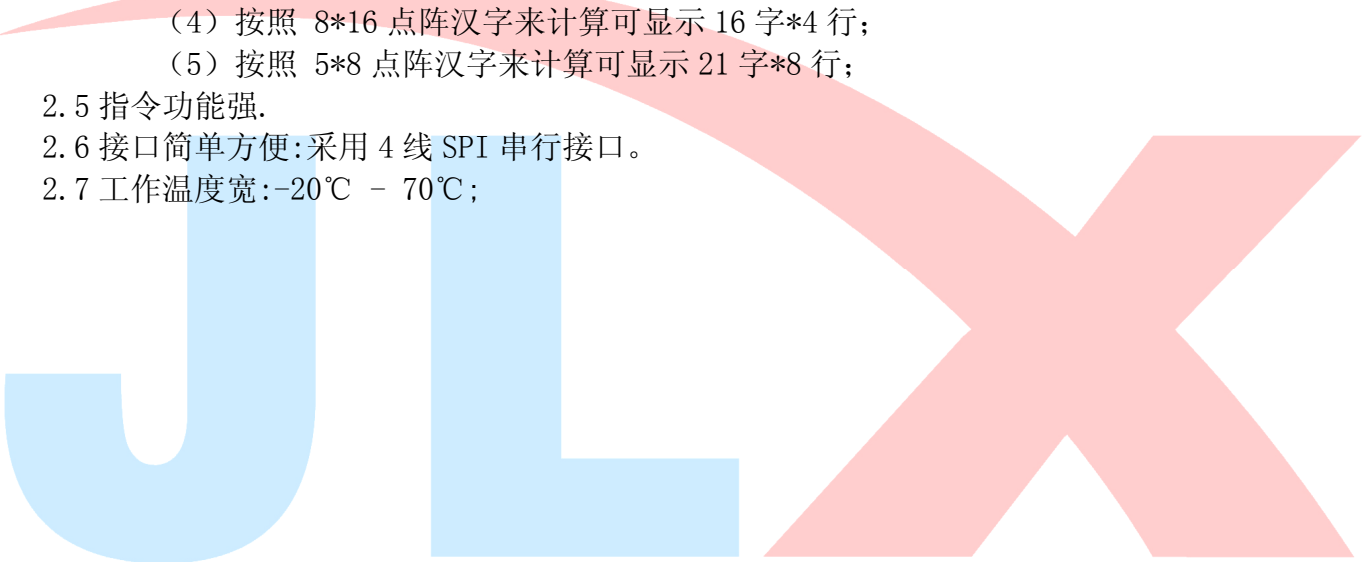 （4）按照 8*16 点阵汉字来计算可显示 16 字*4 行；
（5）按照 5*8 点阵汉字来计算可显示 21 字*8 行；
2.5 指令功能强.
2.6 接口简单方便:采用 4 线 SPI 串行接口。
2.7 工作温度宽:-20℃ - 70℃;
JLX